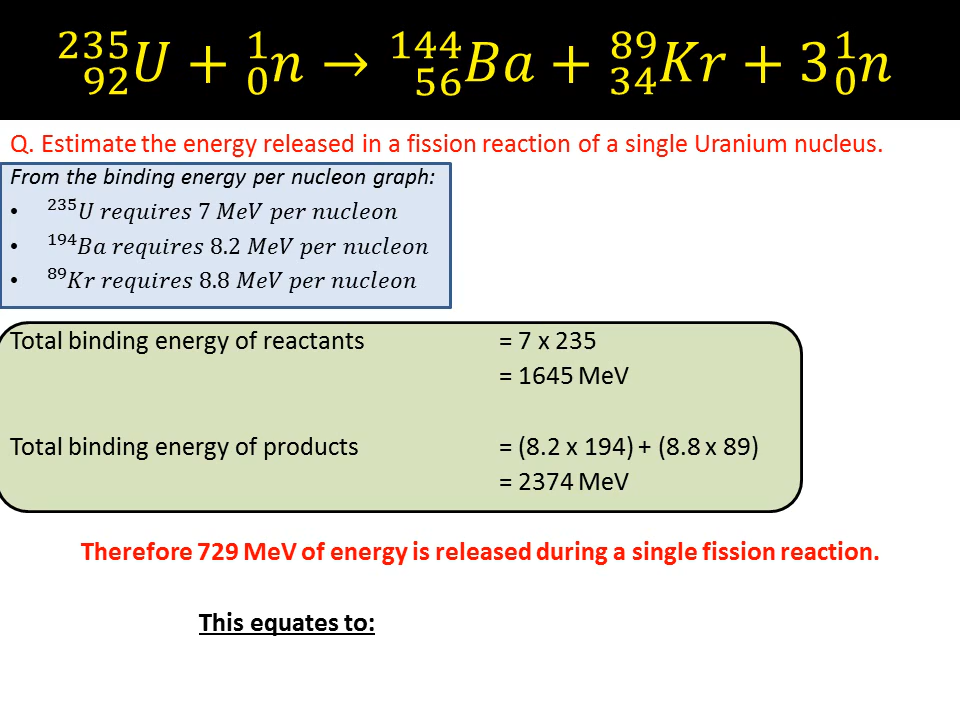 ²³⁵₉₂U + ¹₀n → ¹⁴⁴₅₆Ba + ⁸⁹₃₄Kr + 3¹₀n
Q. Estimate the energy released in a fission reaction of a single Uranium nucleus.
From the binding energy per nucleon graph:
• ²³⁵U requires 7 MeV per nucleon
• ¹⁹⁴Ba requires 8.2 MeV per nucleon
• ⁸⁹Kr requires 8.8 MeV per nucleon
Total binding energy of reactants = 7 x 235
= 1645 MeV
Total binding energy of products = (8.2 x 194) + (8.8 x 89)
= 2374 MeV
Therefore 729 MeV of energy is released during a single fission reaction.
This equates to: